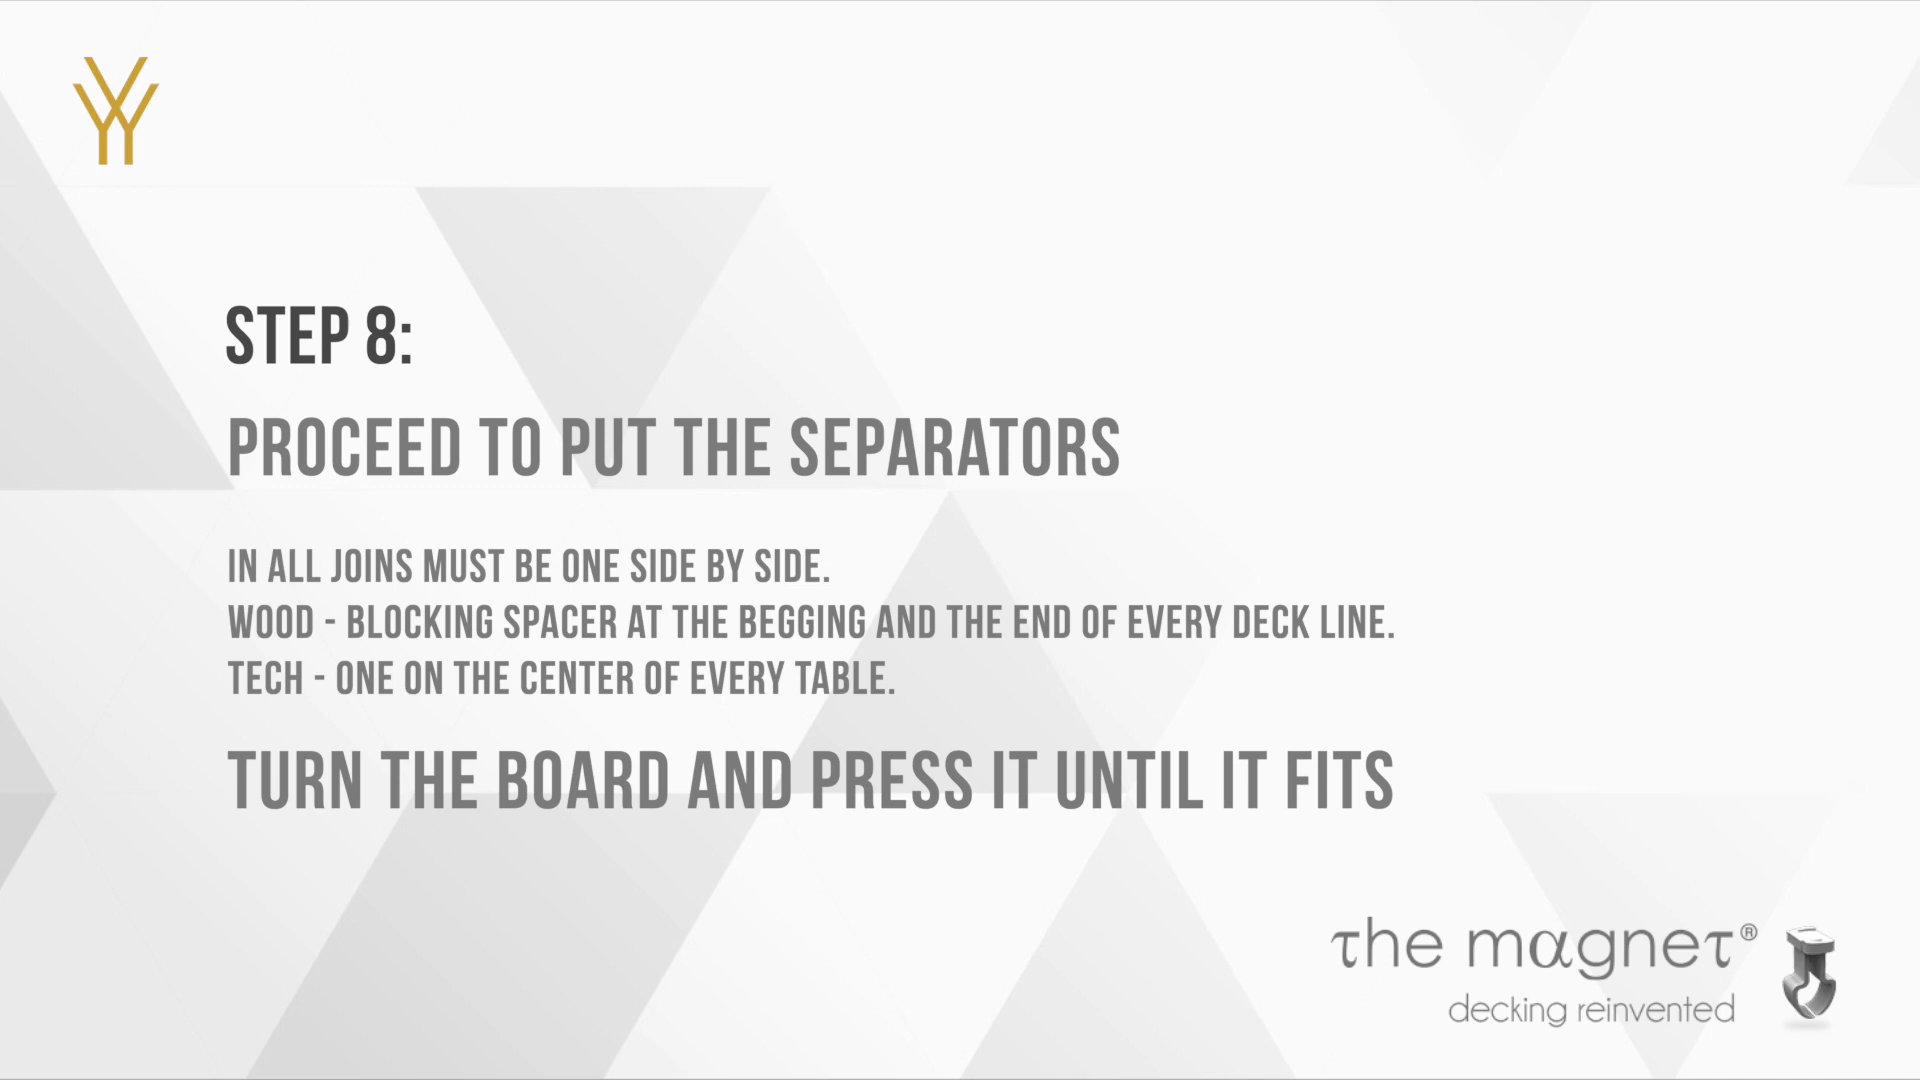 STEP 8:
PROCEED TO PUT THE SEPARATORS
IN ALL JOINS MUST BE ONE SIDE BY SIDE.
WOOD - BLOCKING SPACER AT THE BEGGING AND THE END OF EVERY DECK LINE.
TECH - ONE ON THE CENTER OF EVERY TABLE.
TURN THE BOARD AND PRESS IT UNTIL IT FITS
the magnet®
decking reinvented